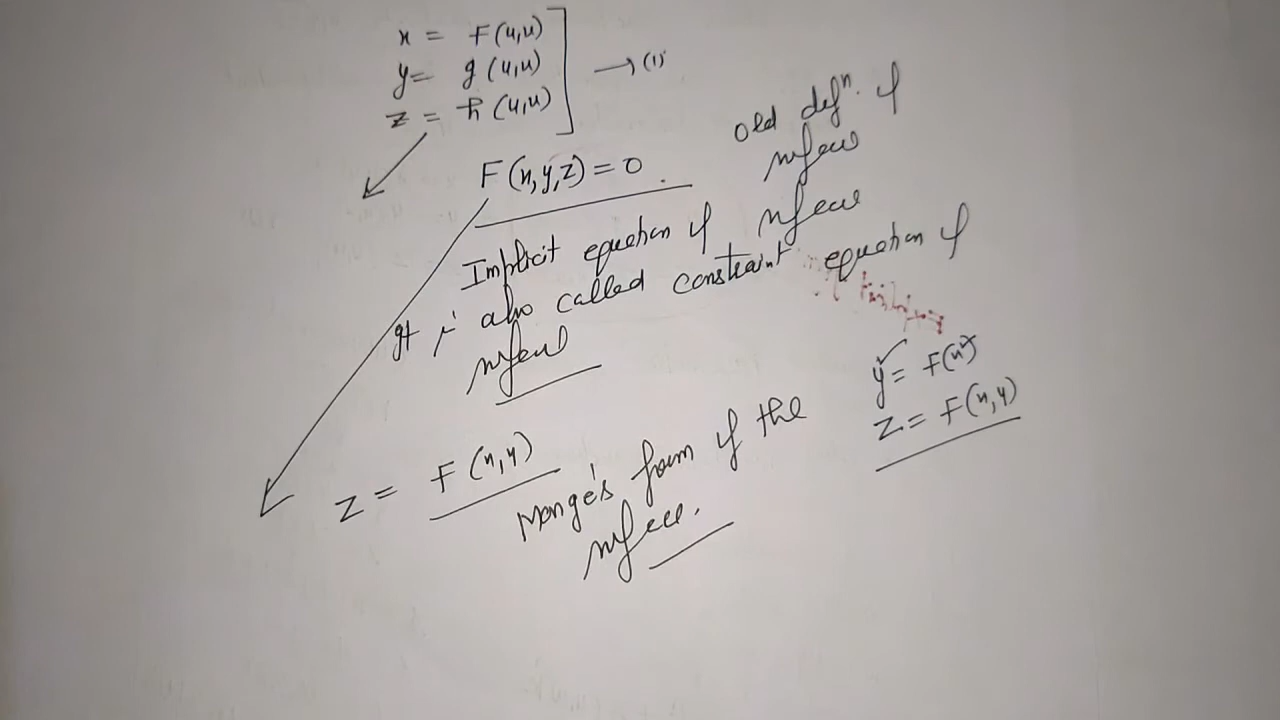 x = F(u,u)
y = g(u,u)
z = h(u,u)
→ (1)
F(x,y,z) = 0.
old defn. of
surface
Implicit equation of surface
It is also called constraint equation of
surface
y = F(x)
z = F(x,y)
z = F(x,y)
Monge's form of the
surface.